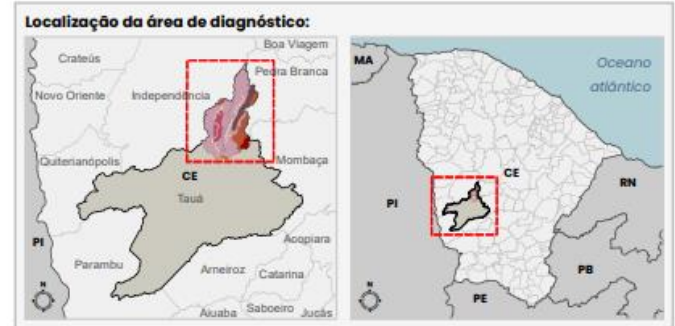 Localização da área de diagnóstico:
Boa Viagem
Crateús
Pedra Branca
Novo Oriente
Independência
Quiterianópolis
Mombaça
CE
Tauá
Acopiara
PI
Parambu
Arneiroz
Catarina
N
Aiuaba
Saboeiro
Jucás
MA
Oceano
atlântico
CE
RN
PI
PB
N
PE